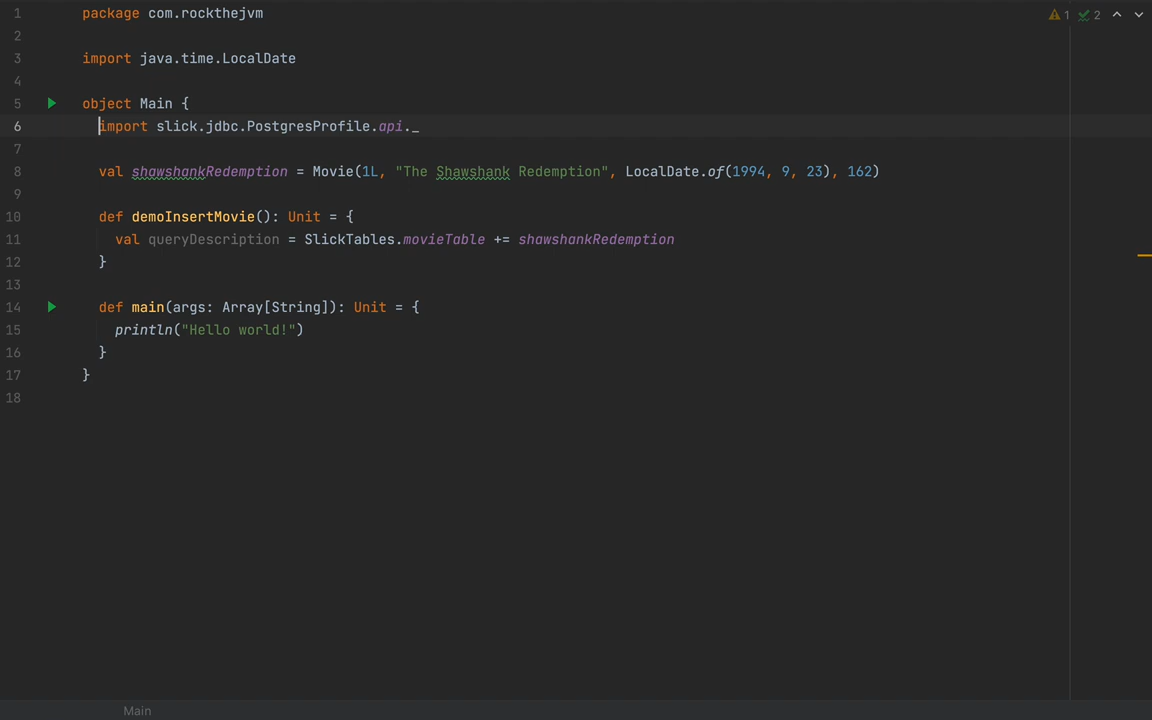 1 package com.rockthejvm
1 2
2
3 import java.time.LocalDate
4
5 object Main {
6 import slick.jdbc.PostgresProfile.api._
7
8 val shawshankRedemption = Movie(1L, "The Shawshank Redemption", LocalDate.of(1994, 9, 23), 162)
9
10 def demoInsertMovie(): Unit = {
11 val queryDescription = SlickTables.movieTable += shawshankRedemption
12 }
13
14 def main(args: Array[String]): Unit = {
15 println("Hello world!")
16 }
17 }
18
Main